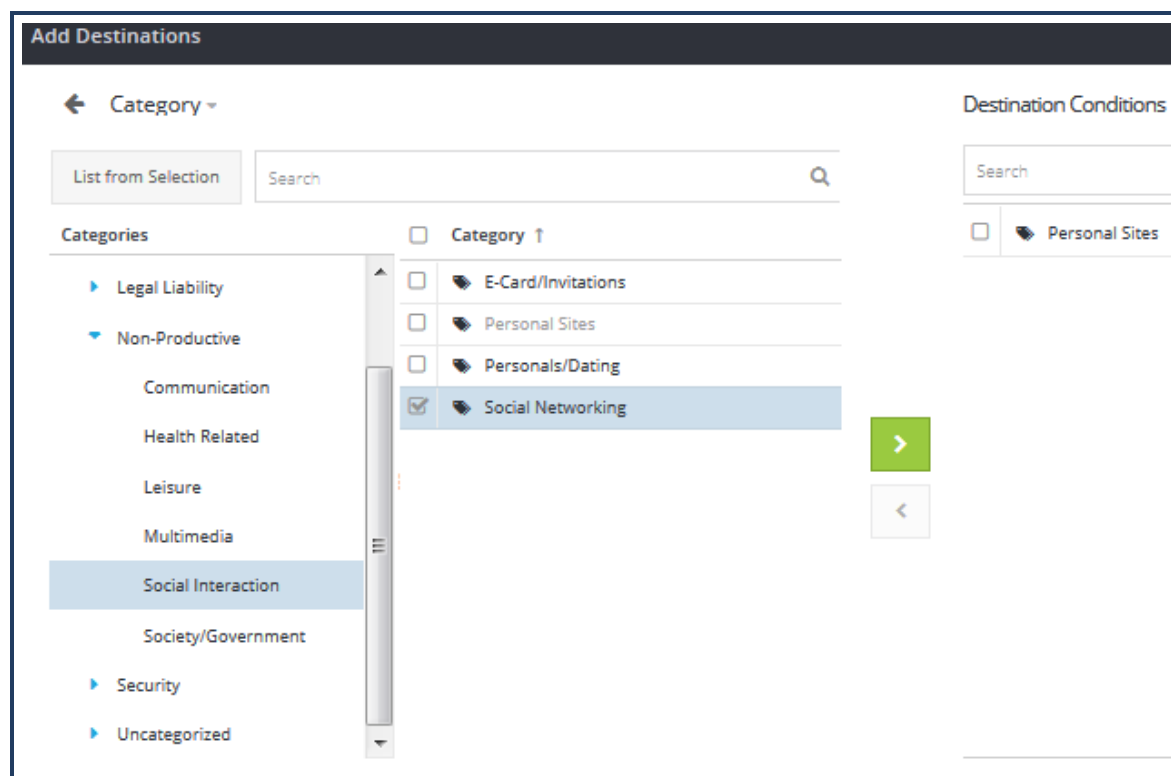 Add Destinations
Category
Destination Conditions
List from Selection
Search
Search
Categories
Category ↑
Personal Sites
Legal Liability
Non-Productive
Communication
Health Related
Leisure
Multimedia
Social Interaction
Society/Government
Security
Uncategorized
E-Card/Invitations
Personal Sites
Personals/Dating
Social Networking